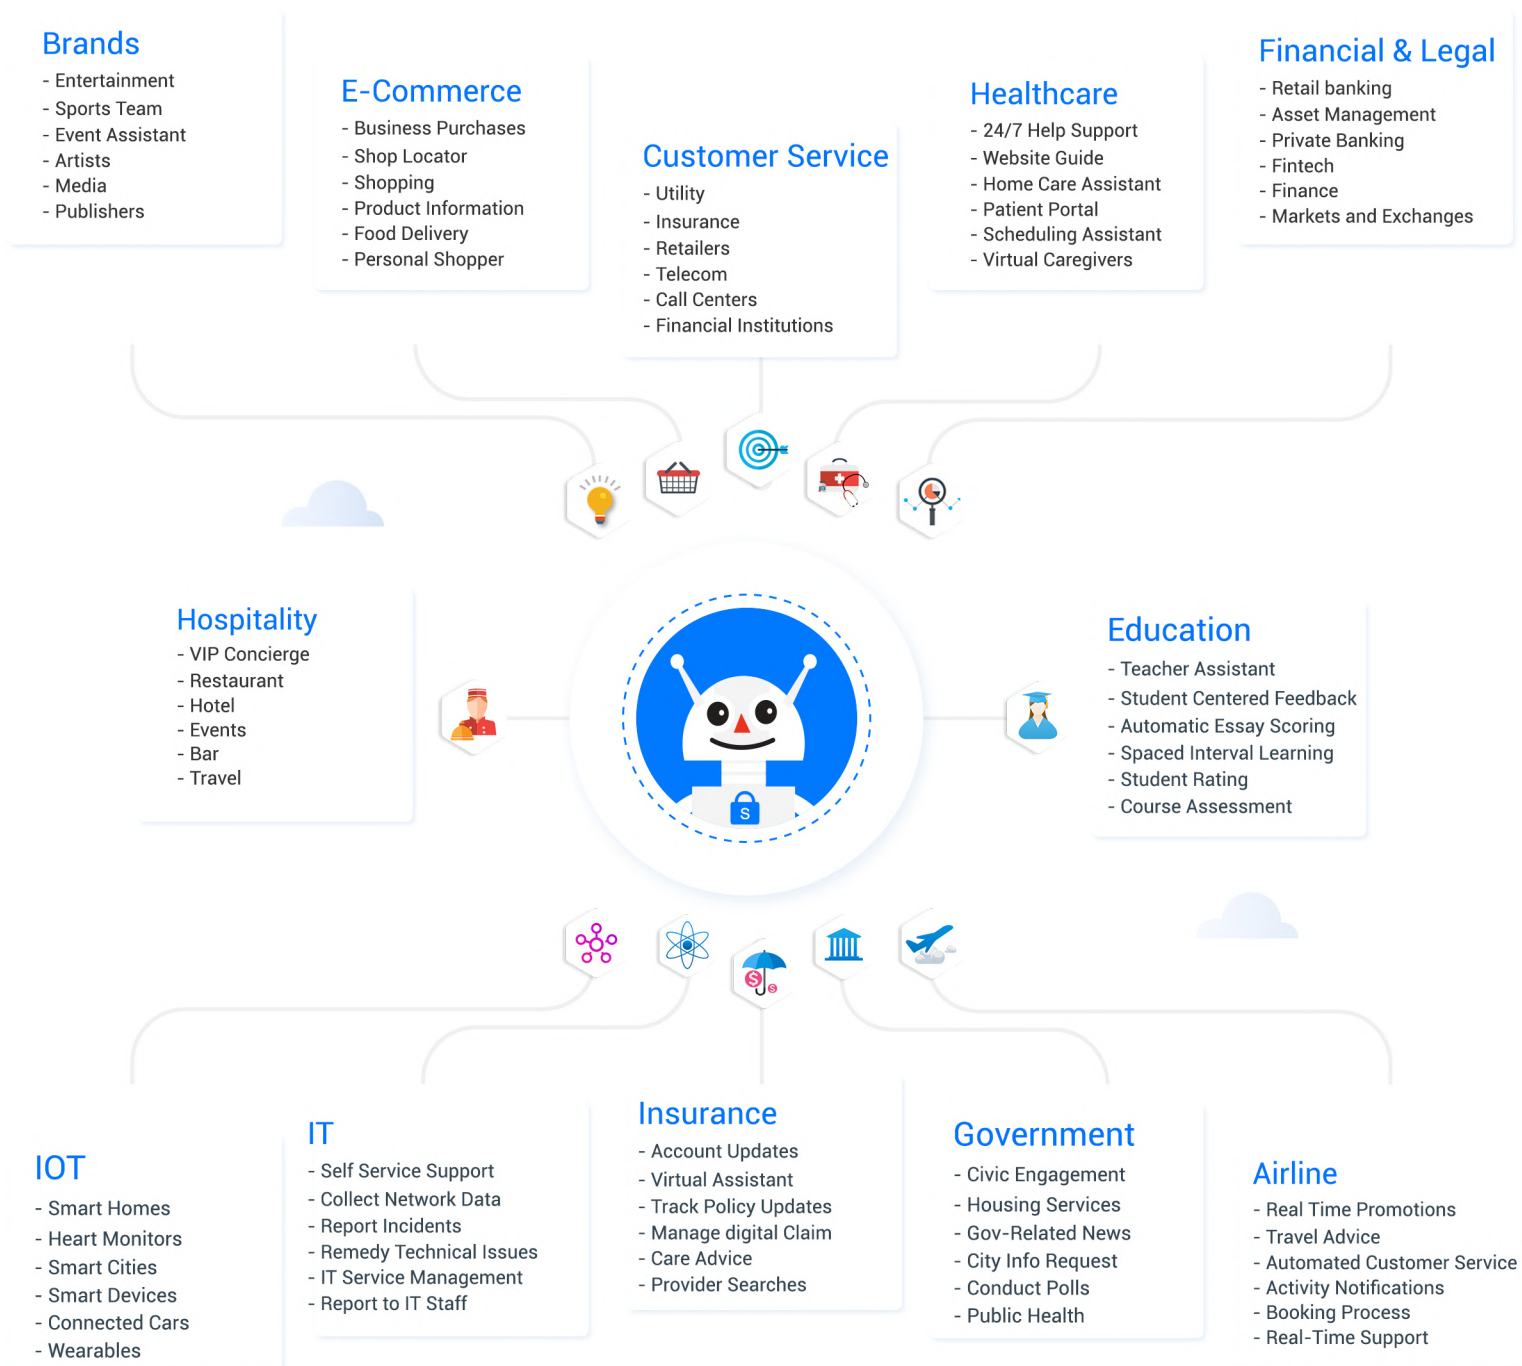 Brands
- Entertainment
- Sports Team
- Event Assistant
- Artists
- Media
- Publishers
E-Commerce
- Business Purchases
- Shop Locator
- Shopping
- Product Information
- Food Delivery
- Personal Shopper
Customer Service
- Utility
- Insurance
- Retailers
- Telecom
- Call Centers
- Financial Institutions
Healthcare
- 24/7 Help Support
- Website Guide
- Home Care Assistant
- Patient Portal
- Scheduling Assistant
- Virtual Caregivers
Financial & Legal
- Retail banking
- Asset Management
- Private Banking
- Fintech
- Finance
- Markets and Exchanges
Hospitality
- VIP Concierge
- Restaurant
- Hotel
- Events
- Bar
- Travel
S
Education
- Teacher Assistant
- Student Centered Feedback
- Automatic Essay Scoring
- Spaced Interval Learning
- Student Rating
- Course Assessment
$
$
IOT
- Smart Homes
- Heart Monitors
- Smart Cities
- Smart Devices
- Connected Cars
- Wearables
IT
- Self Service Support
- Collect Network Data
- Report Incidents
- Remedy Technical Issues
- IT Service Management
- Report to IT Staff
Insurance
- Account Updates
- Virtual Assistant
- Track Policy Updates
- Manage digital Claim
- Care Advice
- Provider Searches
Government
- Civic Engagement
- Housing Services
- Gov-Related News
- City Info Request
- Conduct Polls
- Public Health
Airline
- Real Time Promotions
- Travel Advice
- Automated Customer Service
- Activity Notifications
- Booking Process
- Real-Time Support